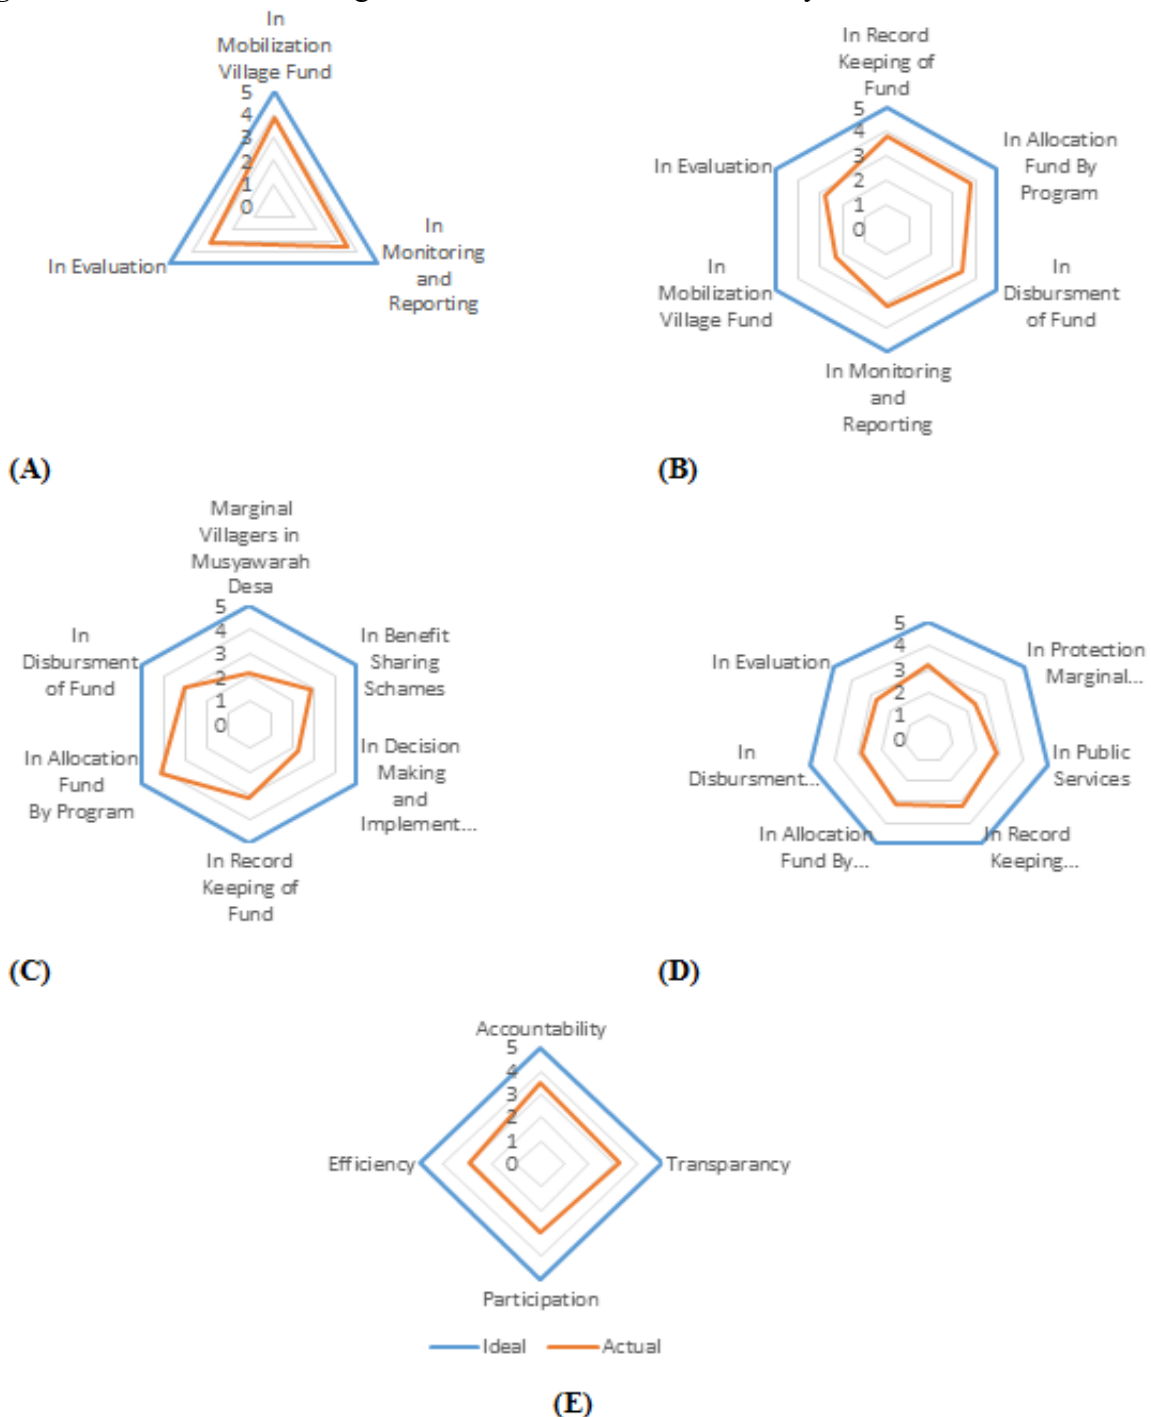 In
Mobilization
Village Fund
5
4
3
2
1
0
In Evaluation
In
Monitoring
and
Reporting
(A)
In Record
Keeping of
Fund
5
4
3
2
1
0
In Evaluation
In Allocation
Fund By
Program
In
Mobilization
Village Fund
In
Disbursment
of Fund
In Monitoring
and
Reporting
(B)
Marginal
Villagers in
Musyawarah
Desa
5
4
3
2
1
0
In
Disbursment
of Fund
In Benefit
Sharing
Schames
In Allocation
Fund
By Program
In Decision
Making
and
Implement...
In Record
Keeping of
Fund
(C)
5
4
3
2
1
0
In Evaluation
In Protection
Marginal...
In
Disbursment...
In Public
Services
In Allocation
Fund By...
In Record
Keeping...
(D)
Accountability
5
4
3
2
1
0
Efficiency
Transparancy
Participation
Ideal Actual
(E)